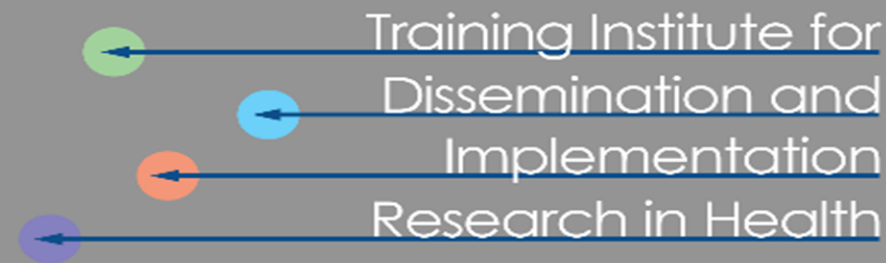 Training Institute for
Dissemination and
Implementation
Research in Health